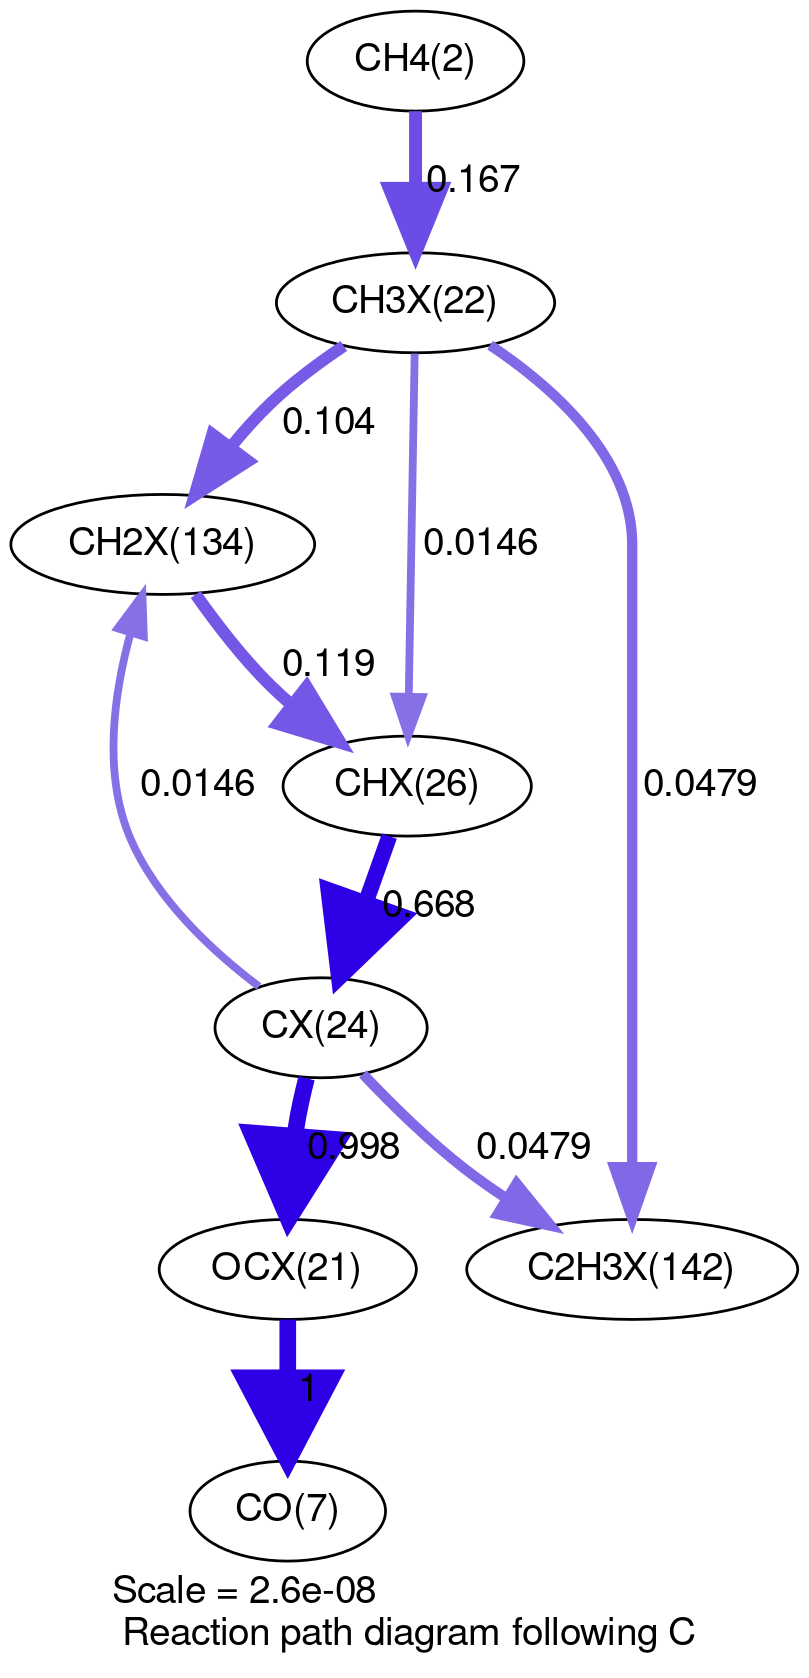 CH4(2)
0.167
CH3X(22)
0.104
CH2X(134)
0.0146
0.119
0.0146
CHX(26)
0.0479
0.668
CX(24)
0.998
0.0479
OCX(21)
C2H3X(142)
1
CO(7)
Scale = 2.6e-08
Reaction path diagram following C